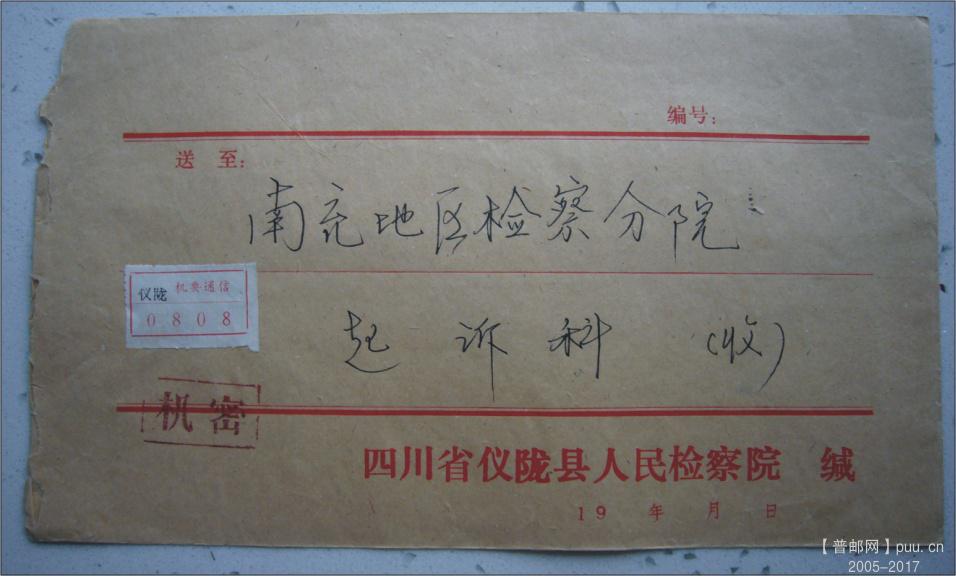 编号：
送 至：
南充地区检察分院
仪陇 机要通信
0808
起诉科 （收）
机密
四川省仪陇县人民检察院 缄
19 年 月 日
【普邮网】puu.cn
2005-2017